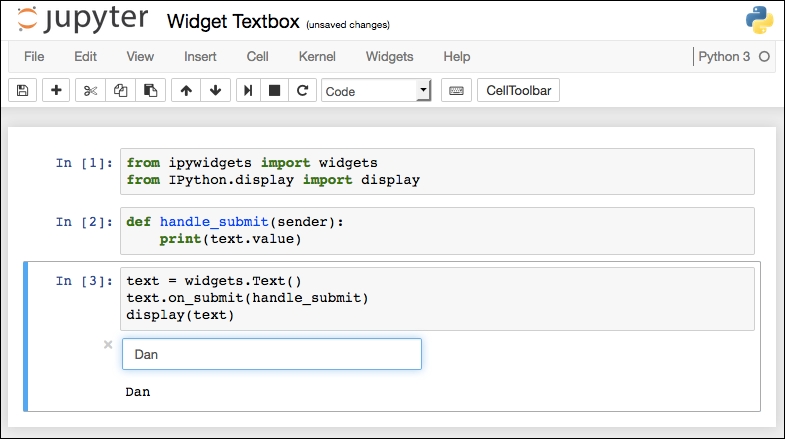 jupyter Widget Textbox (unsaved changes)
File Edit View Insert Cell Kernel Widgets Help Python 3
Code CellToolbar
In [1]: from ipywidgets import widgets
from IPython.display import display
In [2]: def handle_submit(sender):
    print(text.value)
In [3]: text = widgets.Text()
text.on_submit(handle_submit)
display(text)
Dan
Dan